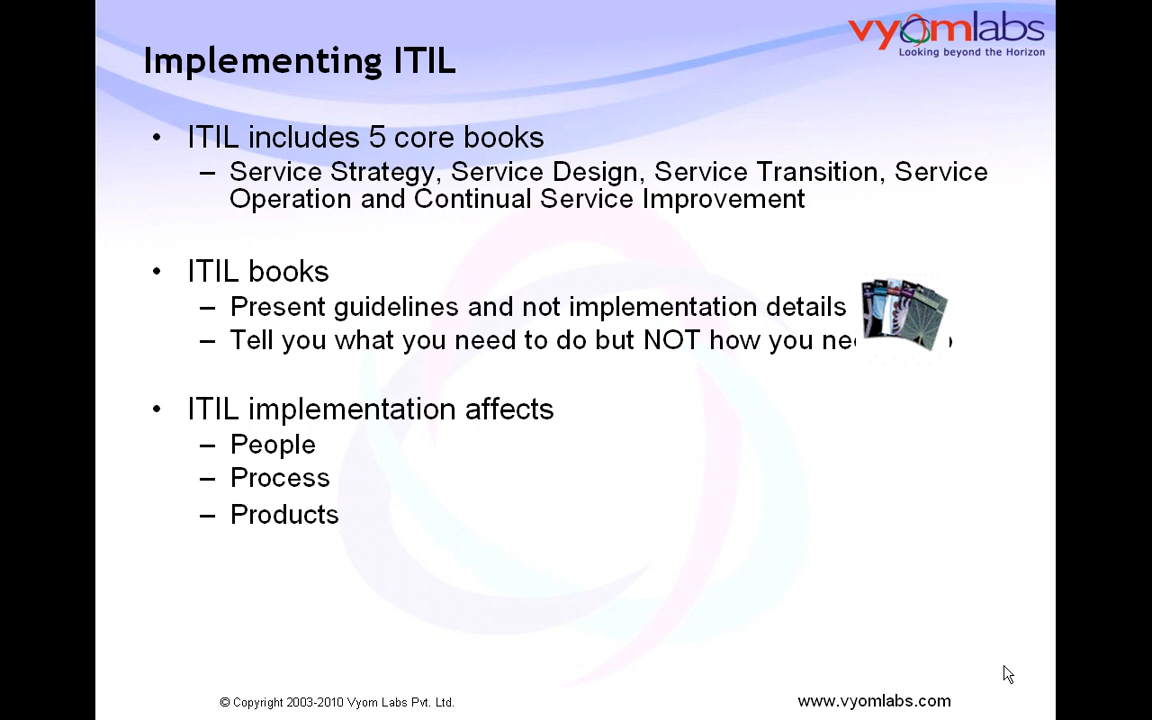 vyomlabs
Looking beyond the Horizon
Implementing ITIL
• ITIL includes 5 core books
– Service Strategy, Service Design, Service Transition, Service
Operation and Continual Service Improvement
• ITIL books
– Present guidelines and not implementation details
– Tell you what you need to do but NOT how you
• ITIL implementation affects
– People
– Process
– Products
© Copyright 2003-2010 Vyom Labs Pvt. Ltd.
www.vyomlabs.com